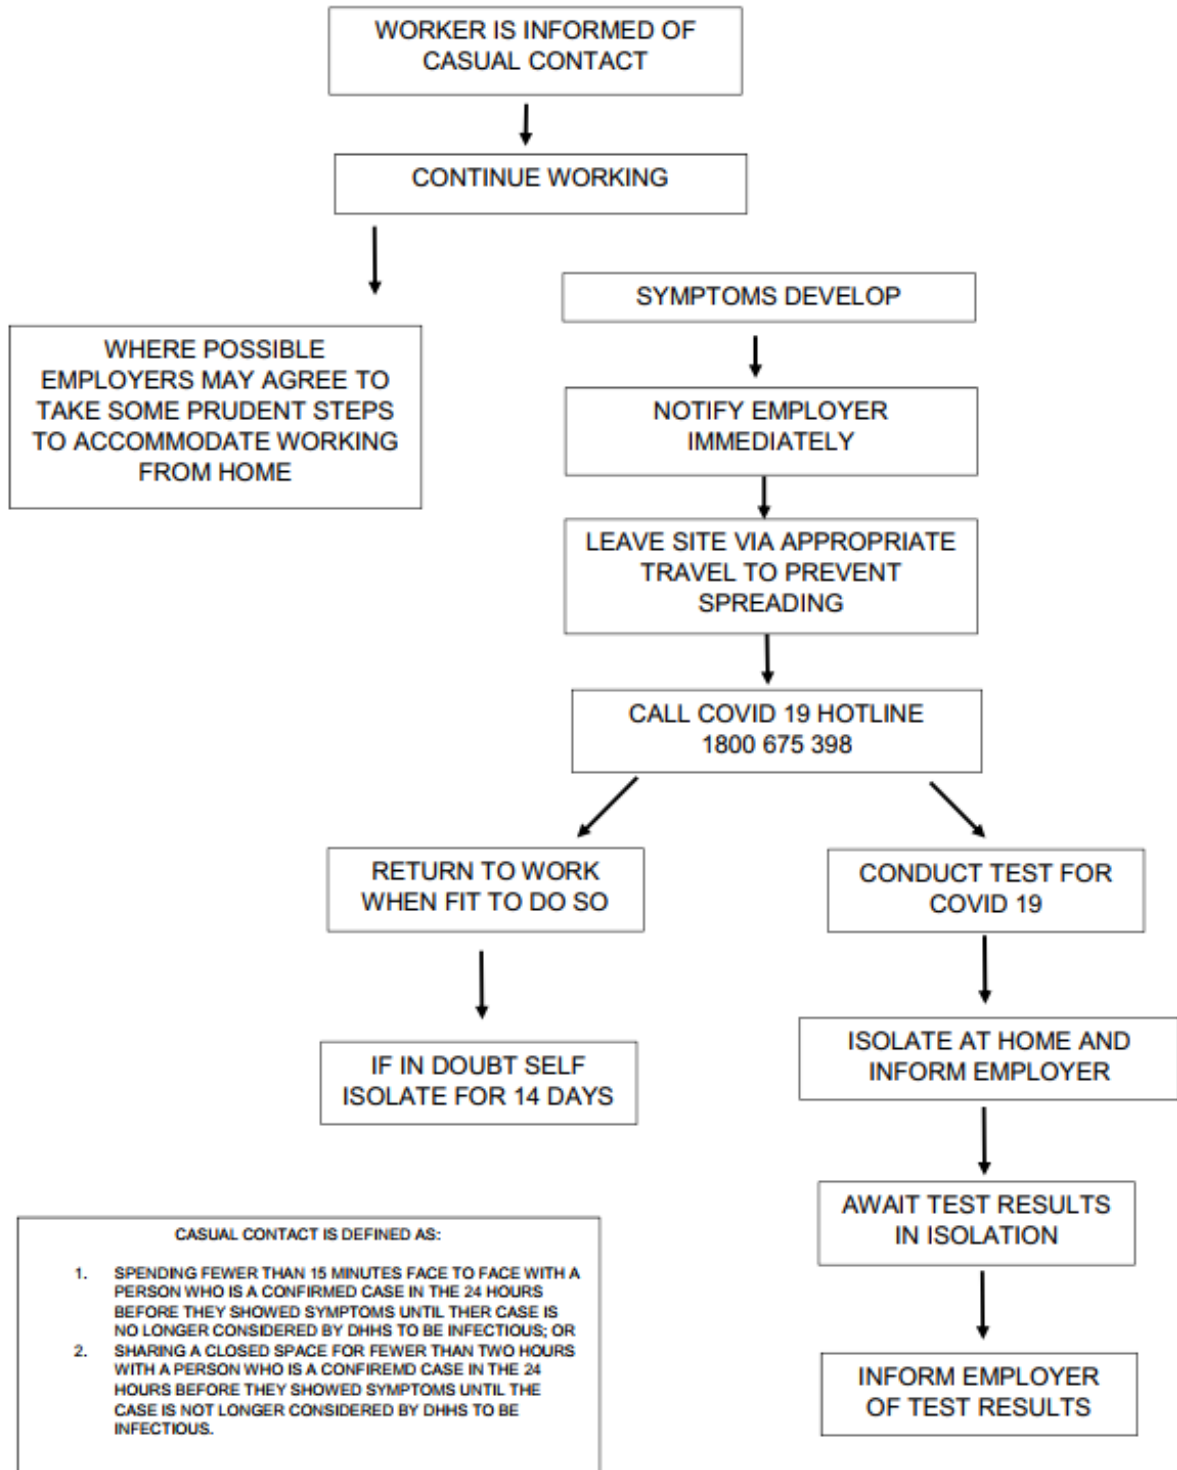 WORKER IS INFORMED OF
CASUAL CONTACT
CONTINUE WORKING
WHERE POSSIBLE
EMPLOYERS MAY AGREE TO
TAKE SOME PRUDENT STEPS
TO ACCOMMODATE WORKING
FROM HOME
SYMPTOMS DEVELOP
NOTIFY EMPLOYER
IMMEDIATELY
LEAVE SITE VIA APPROPRIATE
TRAVEL TO PREVENT
SPREADING
CALL COVID 19 HOTLINE
1800 675 398
RETURN TO WORK
WHEN FIT TO DO SO
IF IN DOUBT SELF
ISOLATE FOR 14 DAYS
CONDUCT TEST FOR
COVID 19
ISOLATE AT HOME AND
INFORM EMPLOYER
AWAIT TEST RESULTS
IN ISOLATION
INFORM EMPLOYER
OF TEST RESULTS
CASUAL CONTACT IS DEFINED AS:
1. SPENDING FEWER THAN 15 MINUTES FACE TO FACE WITH A
PERSON WHO IS A CONFIRMED CASE IN THE 24 HOURS
BEFORE THEY SHOWED SYMPTOMS UNTIL THER CASE IS
NO LONGER CONSIDERED BY DHHS TO BE INFECTIOUS; OR
2. SHARING A CLOSED SPACE FOR FEWER THAN TWO HOURS
WITH A PERSON WHO IS A CONFIREMD CASE IN THE 24
HOURS BEFORE THEY SHOWED SYMPTOMS UNTIL THE
CASE IS NOT LONGER CONSIDERED BY DHHS TO BE
INFECTIOUS.